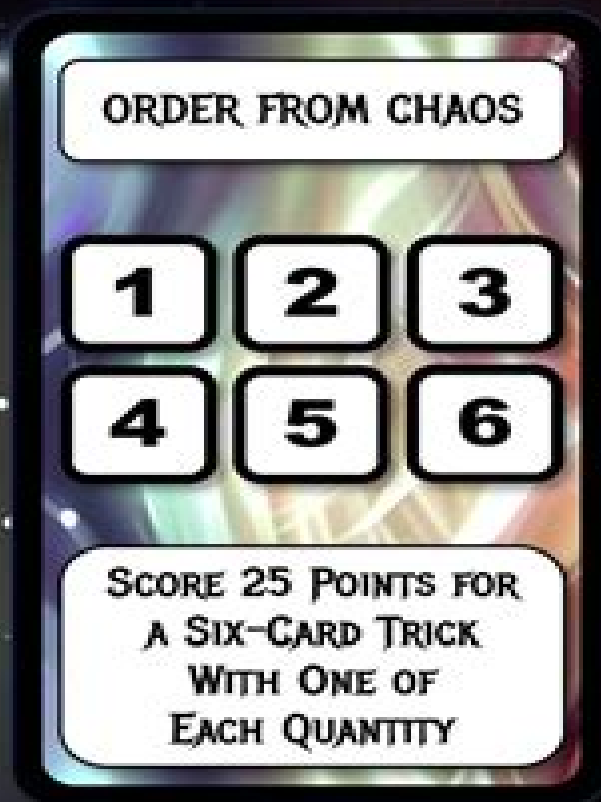 ORDER FROM CHAOS
1 2 3
4 5 6
SCORE 25 POINTS FOR
A SIX-CARD TRICK
WITH ONE OF
EACH QUANTITY